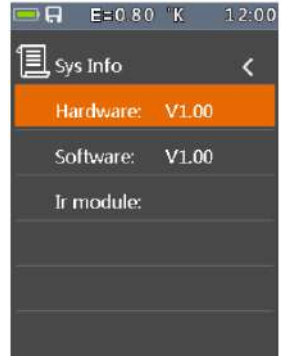 E=0.80 °K 12:00
Sys Info
Hardware: V1.00
Software: V1.00
Ir module: